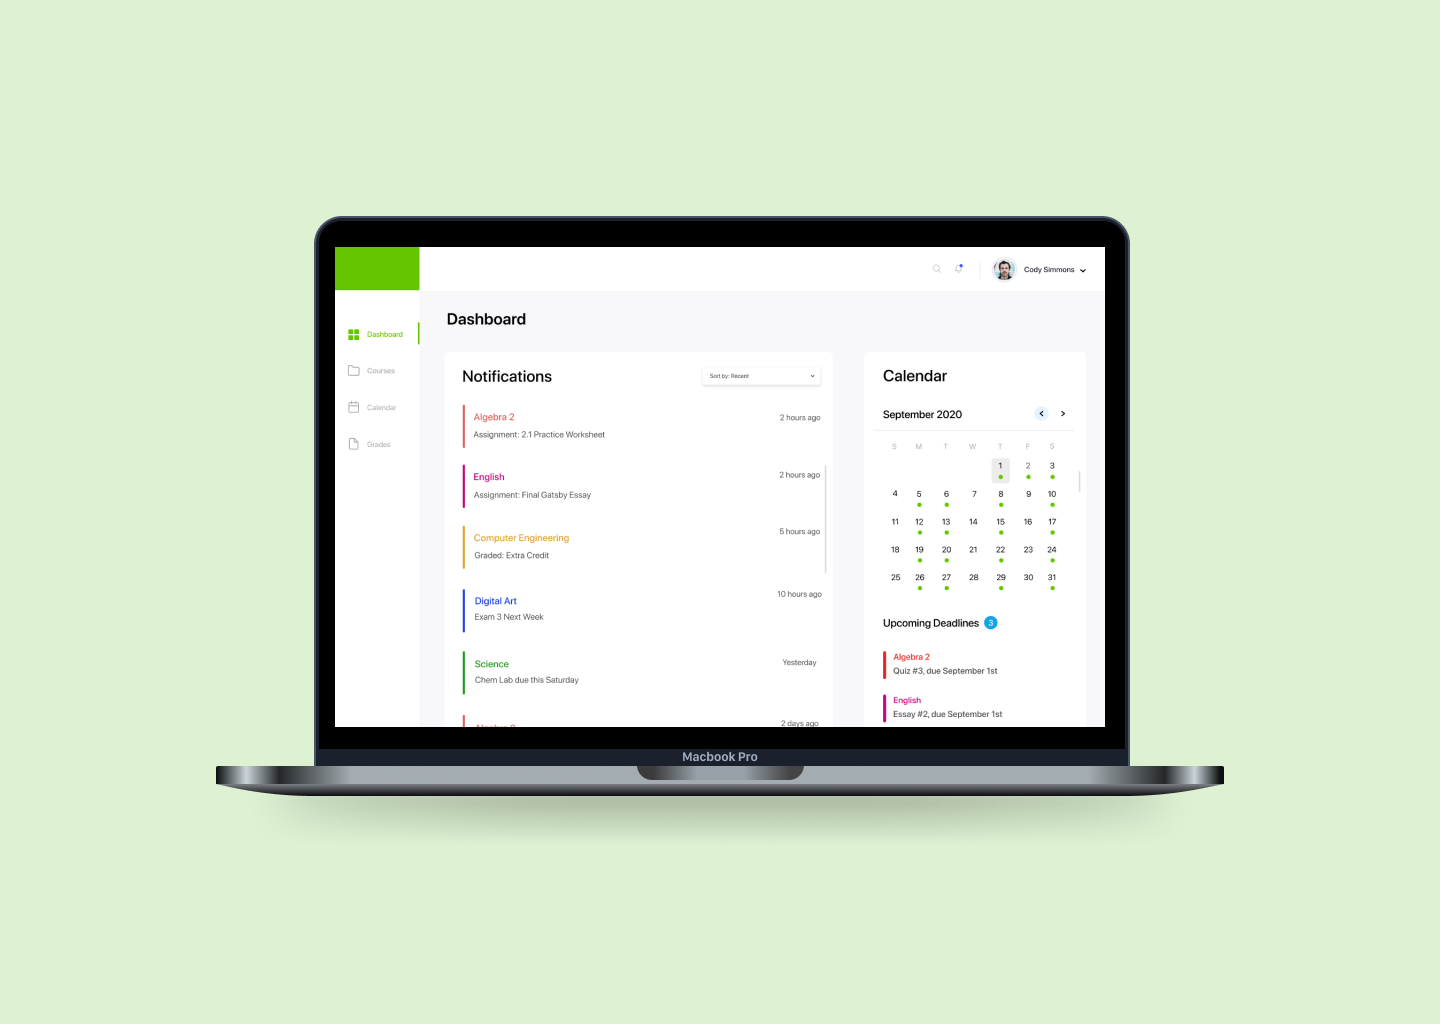 Cody Simmons
Dashboard
Courses
Calendar
Grades
Dashboard
Notifications
Sort by: Recent
Algebra 2
2 hours ago
Assignment: 2.1 Practice Worksheet
English
2 hours ago
Assignment: Final Gatsby Essay
Computer Engineering
5 hours ago
Graded: Extra Credit
Digital Art
10 hours ago
Exam 3 Next Week
Science
Yesterday
Chem Lab due this Saturday
Algebra 2
2 days ago
Calendar
September 2020
S M T W T F S
1 2 3
4 5 6 7 8 9 10
11 12 13 14 15 16 17
18 19 20 21 22 23 24
25 26 27 28 29 30 31
Upcoming Deadlines 3
Algebra 2
Quiz #3, due September 1st
English
Essay #2, due September 1st
Macbook Pro